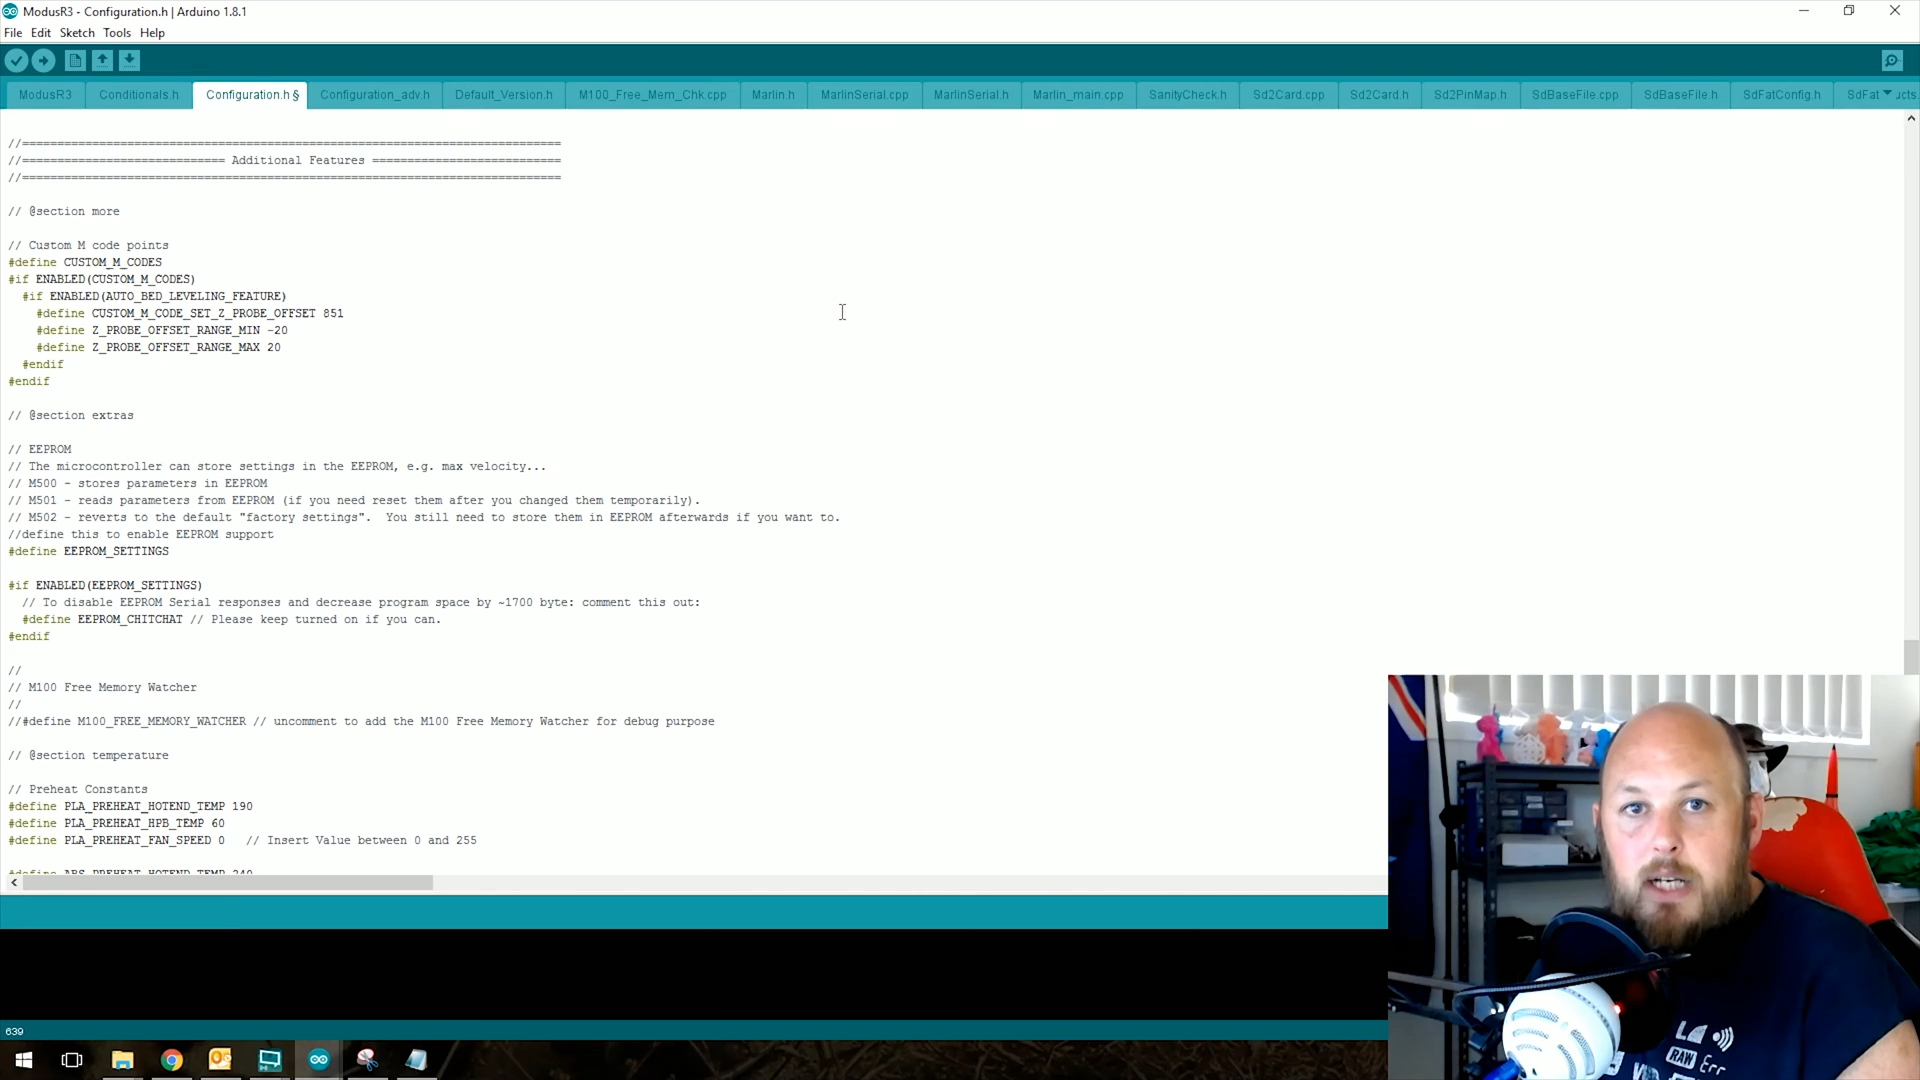 ModusR3 - Configuration.h | Arduino 1.8.1
File Edit Sketch Tools Help
ModusR3 Conditionals.h Configuration.h § Configuration_adv.h Default_Version.h M100_Free_Mem_Chk.cpp Marlin.h MarlinSerial.cpp MarlinSerial.h Marlin_main.cpp SanityCheck.h Sd2Card.cpp Sd2Card.h Sd2PinMap.h SdBaseFile.cpp SdBaseFile.h SdFatConfig.h SdFat ucts.
//=============================================================================
//============================= Additional Features ===========================
//=============================================================================
// @section more
// Custom M code points
#define CUSTOM_M_CODES
#if ENABLED(CUSTOM_M_CODES)
#if ENABLED(AUTO_BED_LEVELING_FEATURE)
#define CUSTOM_M_CODE_SET_Z_PROBE_OFFSET 851
#define Z_PROBE_OFFSET_RANGE_MIN -20
#define Z_PROBE_OFFSET_RANGE_MAX 20
#endif
#endif
// @section extras
// EEPROM
// The microcontroller can store settings in the EEPROM, e.g. max velocity...
// M500 - stores parameters in EEPROM
// M501 - reads parameters from EEPROM (if you need reset them after you changed them temporarily).
// M502 - reverts to the default "factory settings".  You still need to store them in EEPROM afterwards if you want to.
//define this to enable EEPROM support
#define EEPROM_SETTINGS
#if ENABLED(EEPROM_SETTINGS)
// To disable EEPROM Serial responses and decrease program space by ~1700 byte: comment this out:
#define EEPROM_CHITCHAT // Please keep turned on if you can.
#endif
//
// M100 Free Memory Watcher
//
//#define M100_FREE_MEMORY_WATCHER // uncomment to add the M100 Free Memory Watcher for debug purpose
// @section temperature
// Preheat Constants
#define PLA_PREHEAT_HOTEND_TEMP 190
#define PLA_PREHEAT_HPB_TEMP 60
#define PLA_PREHEAT_FAN_SPEED 0   // Insert Value between 0 and 255
#define ABS_PREHEAT_HOTEND_TEMP 240
639
RAW Err